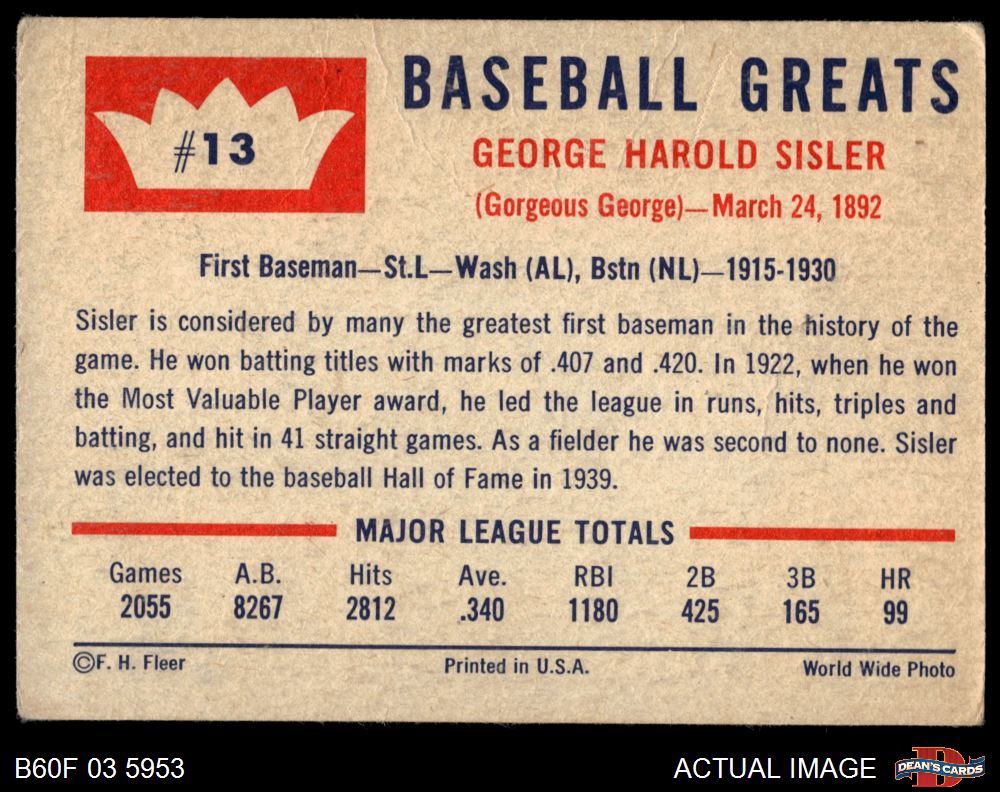 #13
BASEBALL GREATS
GEORGE HAROLD SISLER
(Gorgeous George)—March 24, 1892
First Baseman—St.L—Wash (AL), Bstn (NL)—1915-1930
Sisler is considered by many the greatest first baseman in the history of the
game. He won batting titles with marks of .407 and .420. In 1922, when he won
the Most Valuable Player award, he led the league in runs, hits, triples and
batting, and hit in 41 straight games. As a fielder he was second to none. Sisler
was elected to the baseball Hall of Fame in 1939.
MAJOR LEAGUE TOTALS
Games A.B. Hits Ave. RBI 2B 3B HR
2055 8267 2812 .340 1180 425 165 99
©F. H. Fleer Printed in U.S.A. World Wide Photo
B60F 03 5953 ACTUAL IMAGE D DEAN'S CARDS